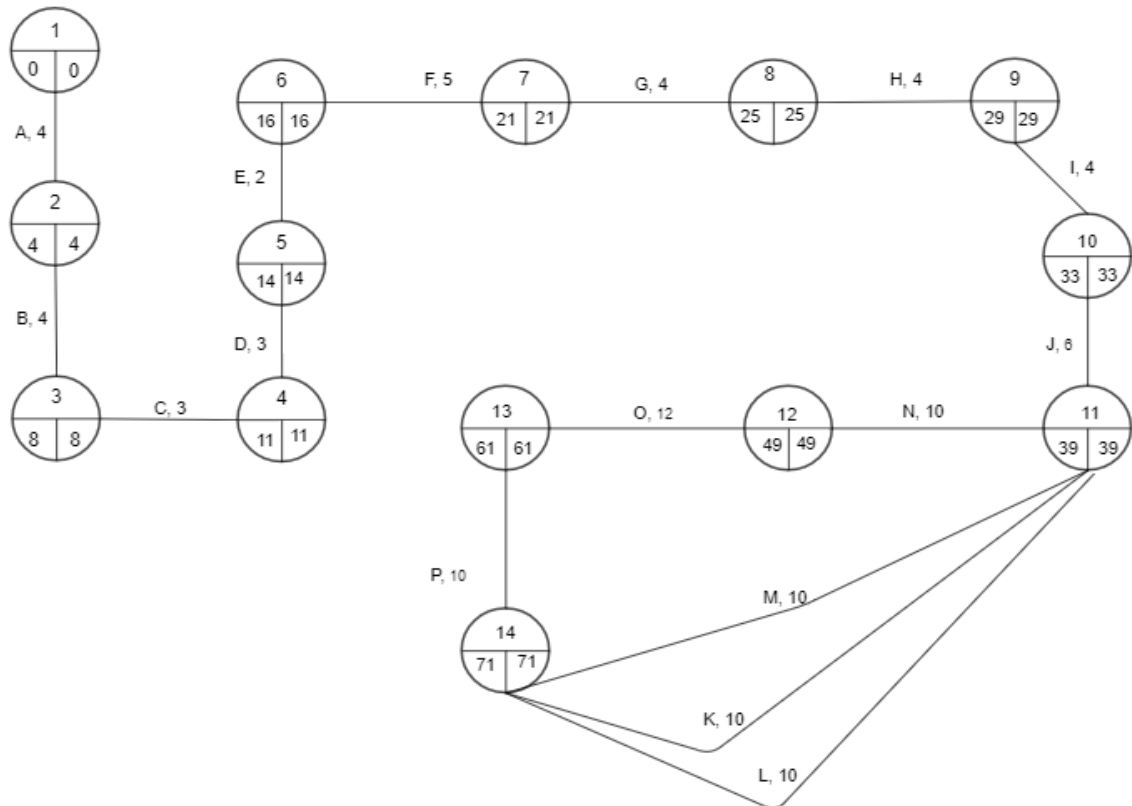 1
0 0
A, 4
2
4 4
B, 4
3
8 8
C, 3
4
11 11
D, 3
5
14 14
E, 2
6
16 16
F, 5
7
21 21
G, 4
8
25 25
H, 4
9
29 29
I, 4
10
33 33
J, 6
11
39 39
N, 10
12
49 49
O, 12
13
61 61
P, 10
14
71 71
M, 10
K, 10
L, 10